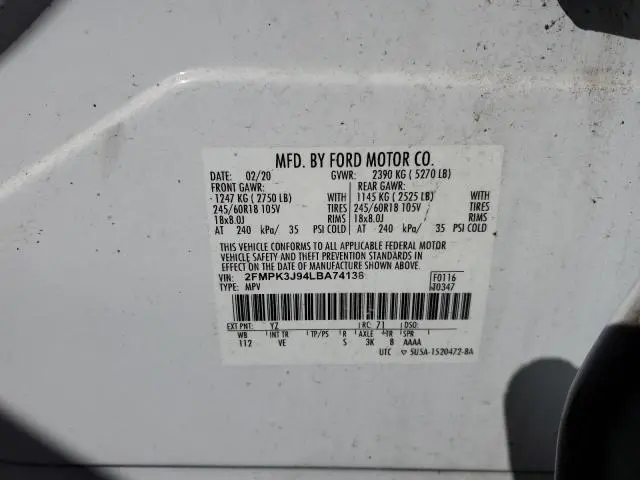 MFD. BY FORD MOTOR CO.
DATE: 02/20 GVWR: 2390 KG ( 5270 LB)
FRONT GAWR: REAR GAWR:
1247 KG ( 2750 LB) WITH 1145 KG ( 2525 LB) WITH
245/60R18 105V TIRES 245/60R18 105V TIRES
18x8.0J RIMS 18x8.0J RIMS
AT 240 kPa/ 35 PSI COLD AT 240 kPa/ 35 PSI COLD
THIS VEHICLE CONFORMS TO ALL APPLICABLE FEDERAL MOTOR
VEHICLE SAFETY AND THEFT PREVENTION STANDARDS IN
EFFECT ON THE DATE OF MANUFACTURE SHOWN ABOVE.
VIN: 2FMPK3J94LBA74136 F0116
TYPE: MPV T0347
EXT PNT: YZ RC: 71 DSO:
WB INT TR TP/PS R AXLE TR SPR
112 VE S 3K 8 AAAA
UTC ▽ 5U5A-1520472-BA